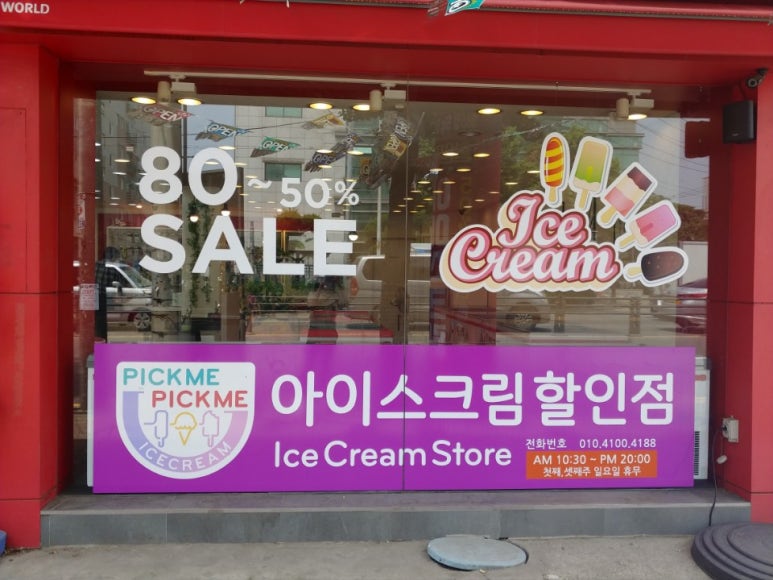 WORLD
OPEN
80~50%
SALE
Ice
Cream
PICKME
PICKME
ICECREAM
아이스크림 할인점
Ice Cream Store
전화번호 010.4100.4188
AM 10:30 ~ PM 20:00
첫째,셋째주 일요일 휴무